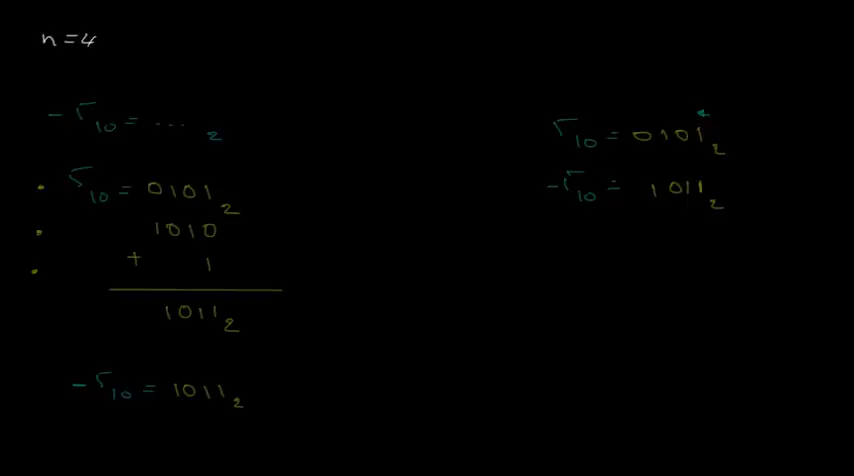 n=4
-5₁₀ = ... ₂
5₁₀ = 0101₂
1010
+ 1
1011₂
-5₁₀ = 1011₂
5₁₀ = 0101₂
-5₁₀ = 1011₂